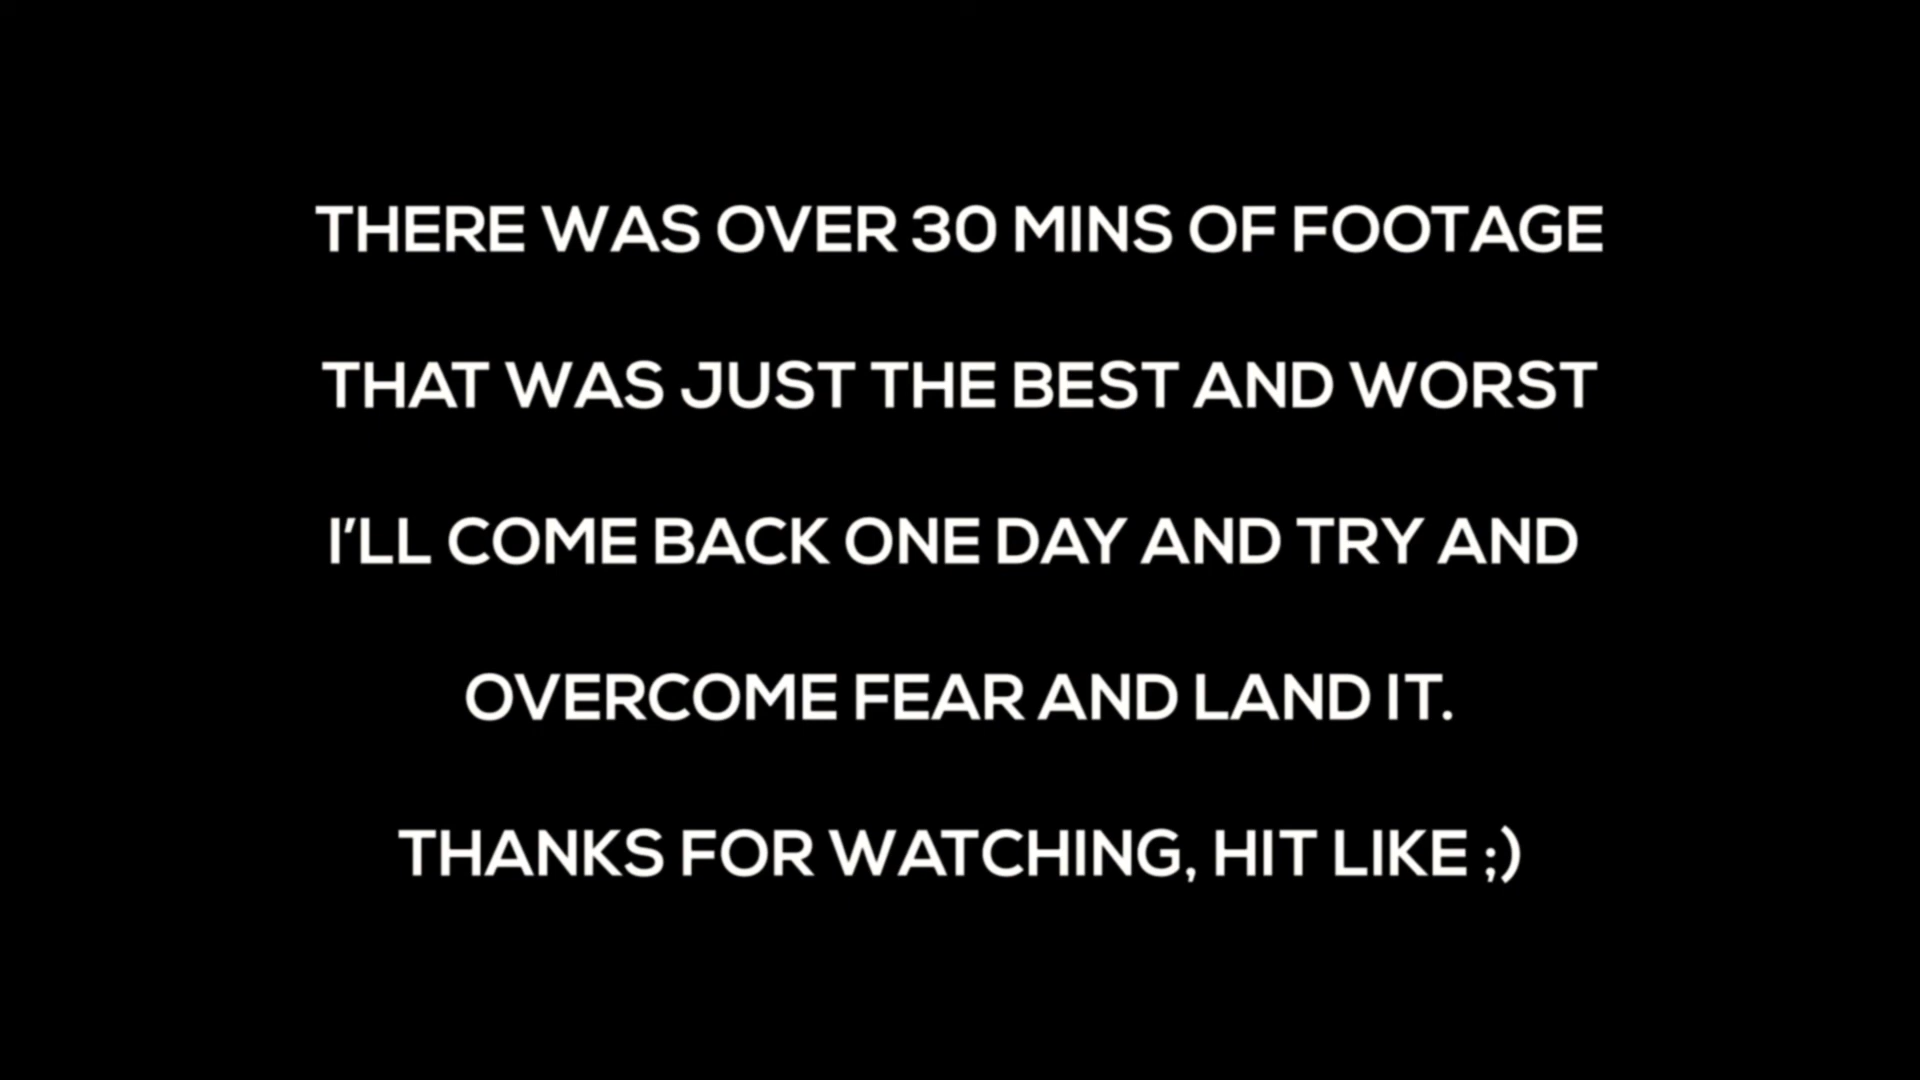 THERE WAS OVER 30 MINS OF FOOTAGE
THAT WAS JUST THE BEST AND WORST
I'LL COME BACK ONE DAY AND TRY AND
OVERCOME FEAR AND LAND IT.
THANKS FOR WATCHING, HIT LIKE ;)